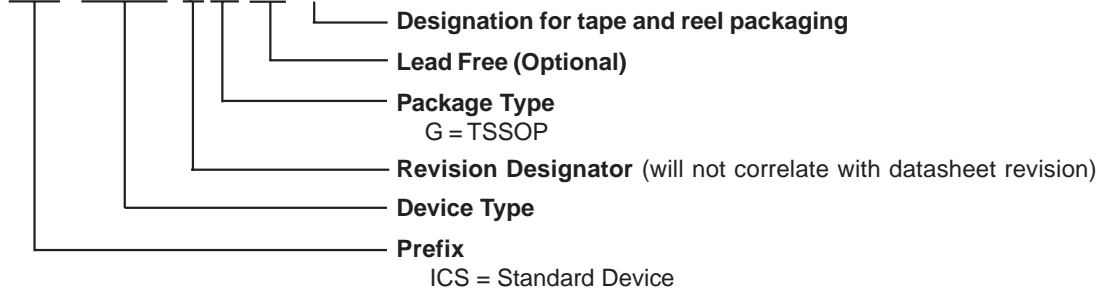 Designation for tape and reel packaging
Lead Free (Optional)
Package Type
G = TSSOP
Revision Designator (will not correlate with datasheet revision)
Device Type
Prefix
ICS = Standard Device